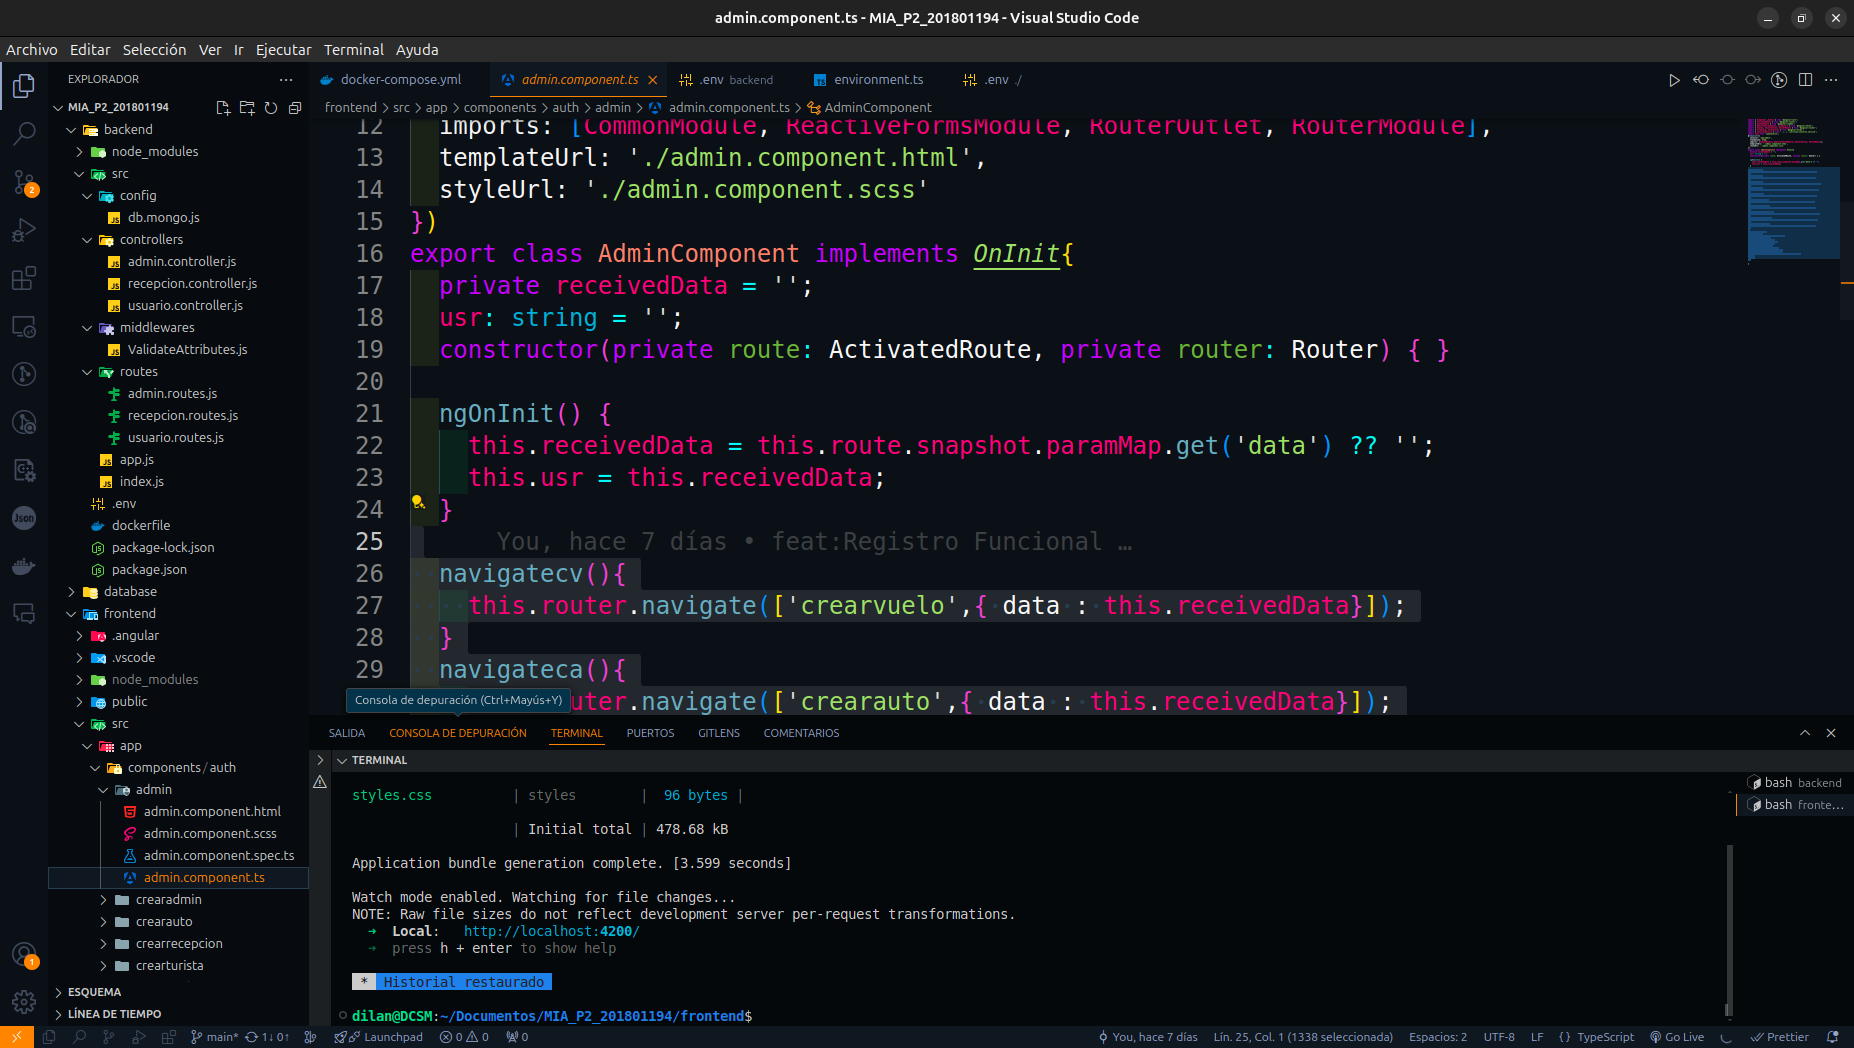 admin.component.ts - MIA_P2_201801194 - Visual Studio Code
Archivo Editar Selección Ver Ir Ejecutar Terminal Ayuda
EXPLORADOR
MIA_P2_201801194
backend
node_modules
src
config
db.mongo.js
controllers
admin.controller.js
recepcion.controller.js
usuario.controller.js
middlewares
ValidateAttributes.js
routes
admin.routes.js
recepcion.routes.js
usuario.routes.js
app.js
index.js
.env
dockerfile
package-lock.json
package.json
database
frontend
.angular
.vscode
node_modules
public
src
app
components/auth
admin
admin.component.html
admin.component.scss
admin.component.spec.ts
admin.component.ts
crearadmin
crearauto
crearrecepcion
crearturista
ESQUEMA
LÍNEA DE TIEMPO
2
Json
1
docker-compose.yml admin.component.ts .env backend environment.ts .env ./
frontend > src > app > components > auth > admin > admin.component.ts > AdminComponent
12 imports: [CommonModule, ReactiveFormsModule, RouterOutlet, RouterModule],
13 templateUrl: './admin.component.html',
14 styleUrl: './admin.component.scss'
15 })
16 export class AdminComponent implements OnInit{
17 private receivedData = '';
18 usr: string = '';
19 constructor(private route: ActivatedRoute, private router: Router) { }
20
21 ngOnInit() {
22 this.receivedData = this.route.snapshot.paramMap.get('data') ?? '';
23 this.usr = this.receivedData;
24 }
25 You, hace 7 días • feat:Registro Funcional …
26 navigatecv(){
27 this.router.navigate(['crearvuelo',{ data : this.receivedData}]);
28 }
29 navigateca(){
uter.navigate(['crearauto',{ data : this.receivedData}]);
Consola de depuración (Ctrl+Mayús+Y)
SALIDA CONSOLA DE DEPURACIÓN TERMINAL PUERTOS GITLENS COMENTARIOS
TERMINAL
styles.css | styles | 96 bytes |
| Initial total | 478.68 kB
Application bundle generation complete. [3.599 seconds]
Watch mode enabled. Watching for file changes...
NOTE: Raw file sizes do not reflect development server per-request transformations.
➜ Local: http://localhost:4200/
➜ press h + enter to show help
* Historial restaurado
dilan@DCSM:~/Documentos/MIA_P2_201801194/frontend$
bash backend
bash fronte...
main* 1↓ 0↑ Launchpad 0 0 0 You, hace 7 días Lín. 25, Col. 1 (1338 seleccionada) Espacios: 2 UTF-8 LF {} TypeScript Go Live Prettier